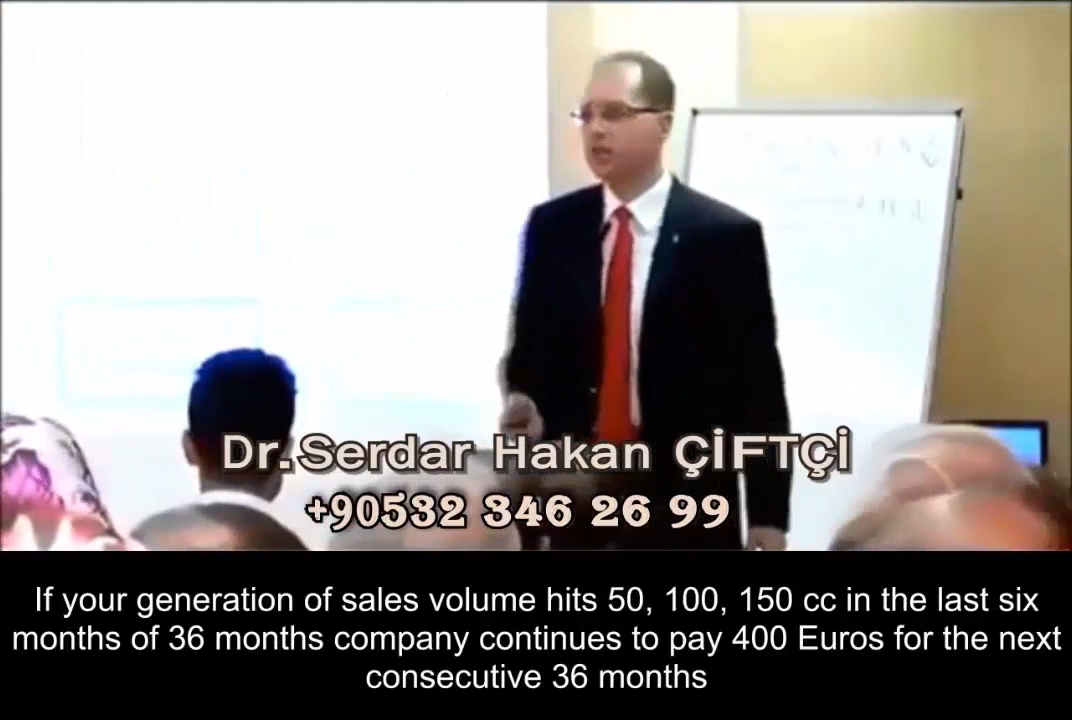 Dr.Serdar Hakan ÇİFTÇİ
+90532 346 26 99
If your generation of sales volume hits 50, 100, 150 cc in the last six
months of 36 months company continues to pay 400 Euros for the next
consecutive 36 months